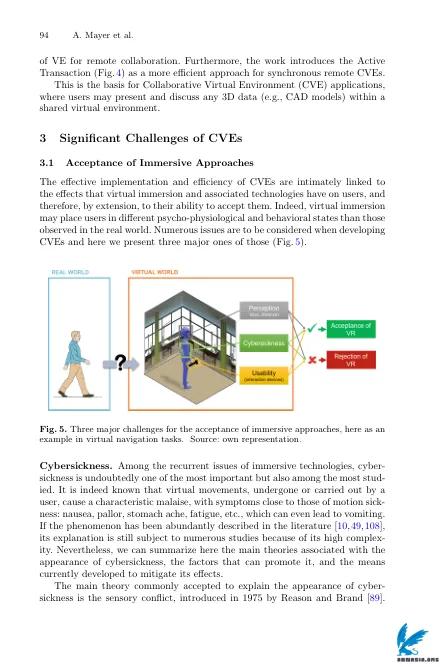 94 A. Mayer et al.
of VE for remote collaboration. Furthermore, the work introduces the Active
Transaction (Fig. 4) as a more efficient approach for synchronous remote CVEs.
This is the basis for Collaborative Virtual Environment (CVE) applications,
where users may present and discuss any 3D data (e.g., CAD models) within a
shared virtual environment.
3 Significant Challenges of CVEs
3.1 Acceptance of Immersive Approaches
The effective implementation and efficiency of CVEs are intimately linked to
the effects that virtual immersion and associated technologies have on users, and
therefore, by extension, to their ability to accept them. Indeed, virtual immersion
may place users in different psycho-physiological and behavioral states than those
observed in the real world. Numerous issues are to be considered when developing
CVEs and here we present three major ones of those (Fig. 5).
REAL WORLD
VIRTUAL WORLD
?
Perception
Cybersickness
Usability
(interaction devices)
Acceptance of
VR
Rejection of
VR
Fig. 5. Three major challenges for the acceptance of immersive approaches, here as an
example in virtual navigation tasks. Source: own representation.
Cybersickness. Among the recurrent issues of immersive technologies, cyber-
sickness is undoubtedly one of the most important but also among the most stud-
ied. It is indeed known that virtual movements, undergone or carried out by a
user, cause a characteristic malaise, with symptoms close to those of motion sick-
ness: nausea, pallor, stomach ache, fatigue, etc., which can even lead to vomiting.
If the phenomenon has been abundantly described in the literature [10,49,108],
its explanation is still subject to numerous studies because of its high complex-
ity. Nevertheless, we can summarize here the main theories associated with the
appearance of cybersickness, the factors that can promote it, and the means
currently developed to mitigate its effects.
The main theory commonly accepted to explain the appearance of cyber-
sickness is the sensory conflict, introduced in 1975 by Reason and Brand [89].